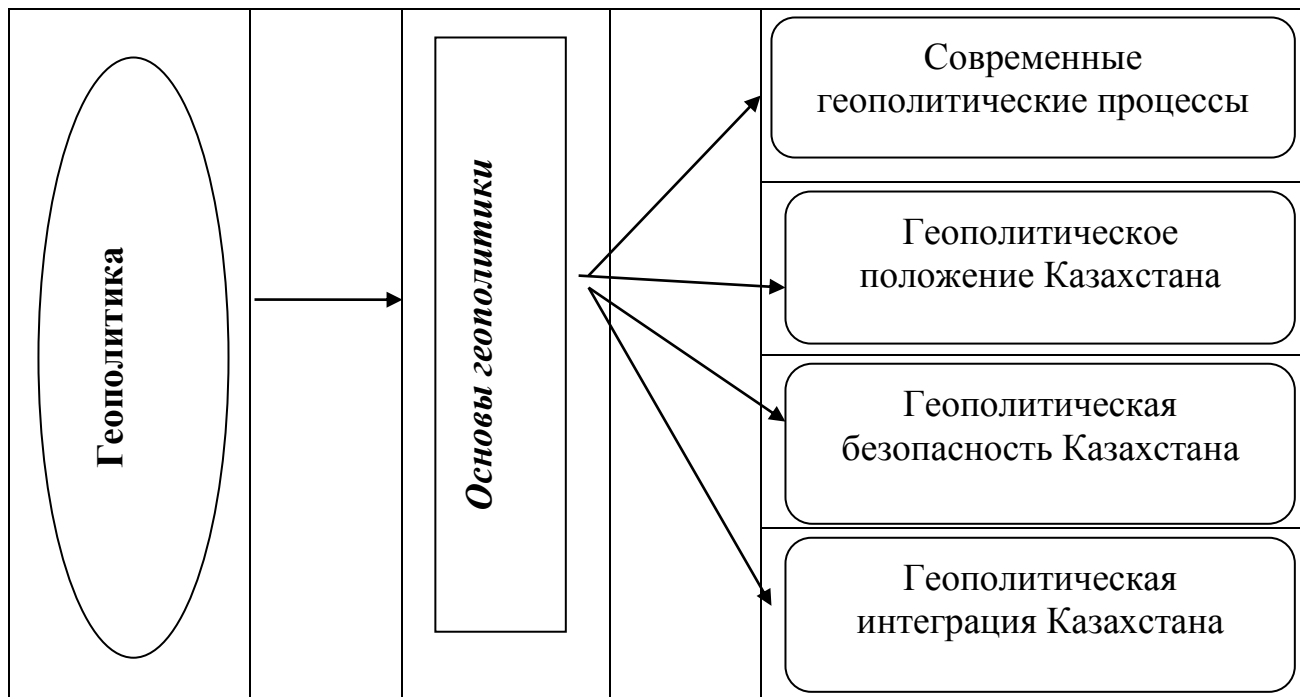 Геополитика
Основы геополитики
Современные
геополитические процессы
Геополитическое
положение Казахстана
Геополитическая
безопасность Казахстана
Геополитическая
интеграция Казахстана